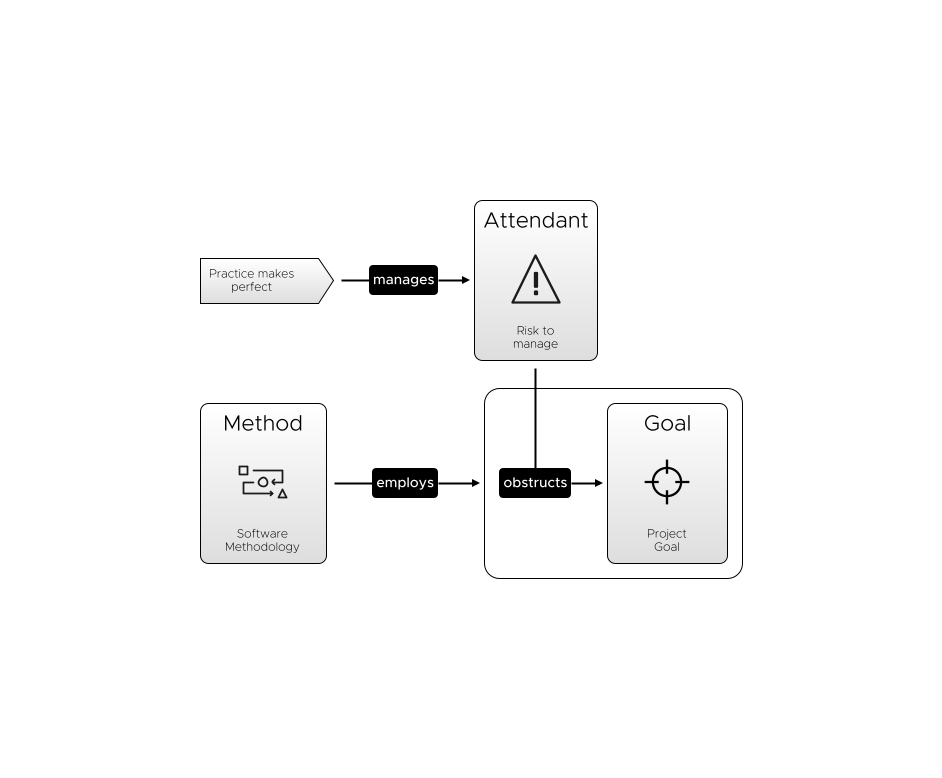 Attendant
Practice makes
perfect
manages
Risk to
manage
Method
Goal
employs
obstructs
Software
Methodology
Project
Goal